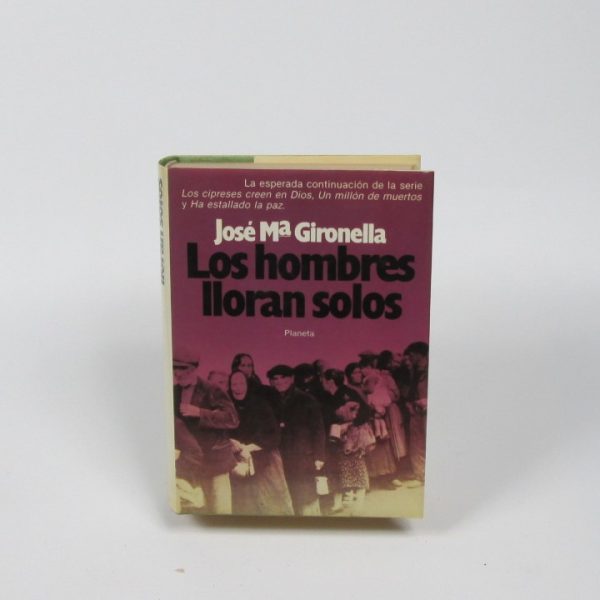 La esperada continuación de la serie
Los cipreses creen en Dios, Un millón de muertos
y Ha estallado la paz.
José Mª Gironella
Los hombres
lloran solos
Planeta